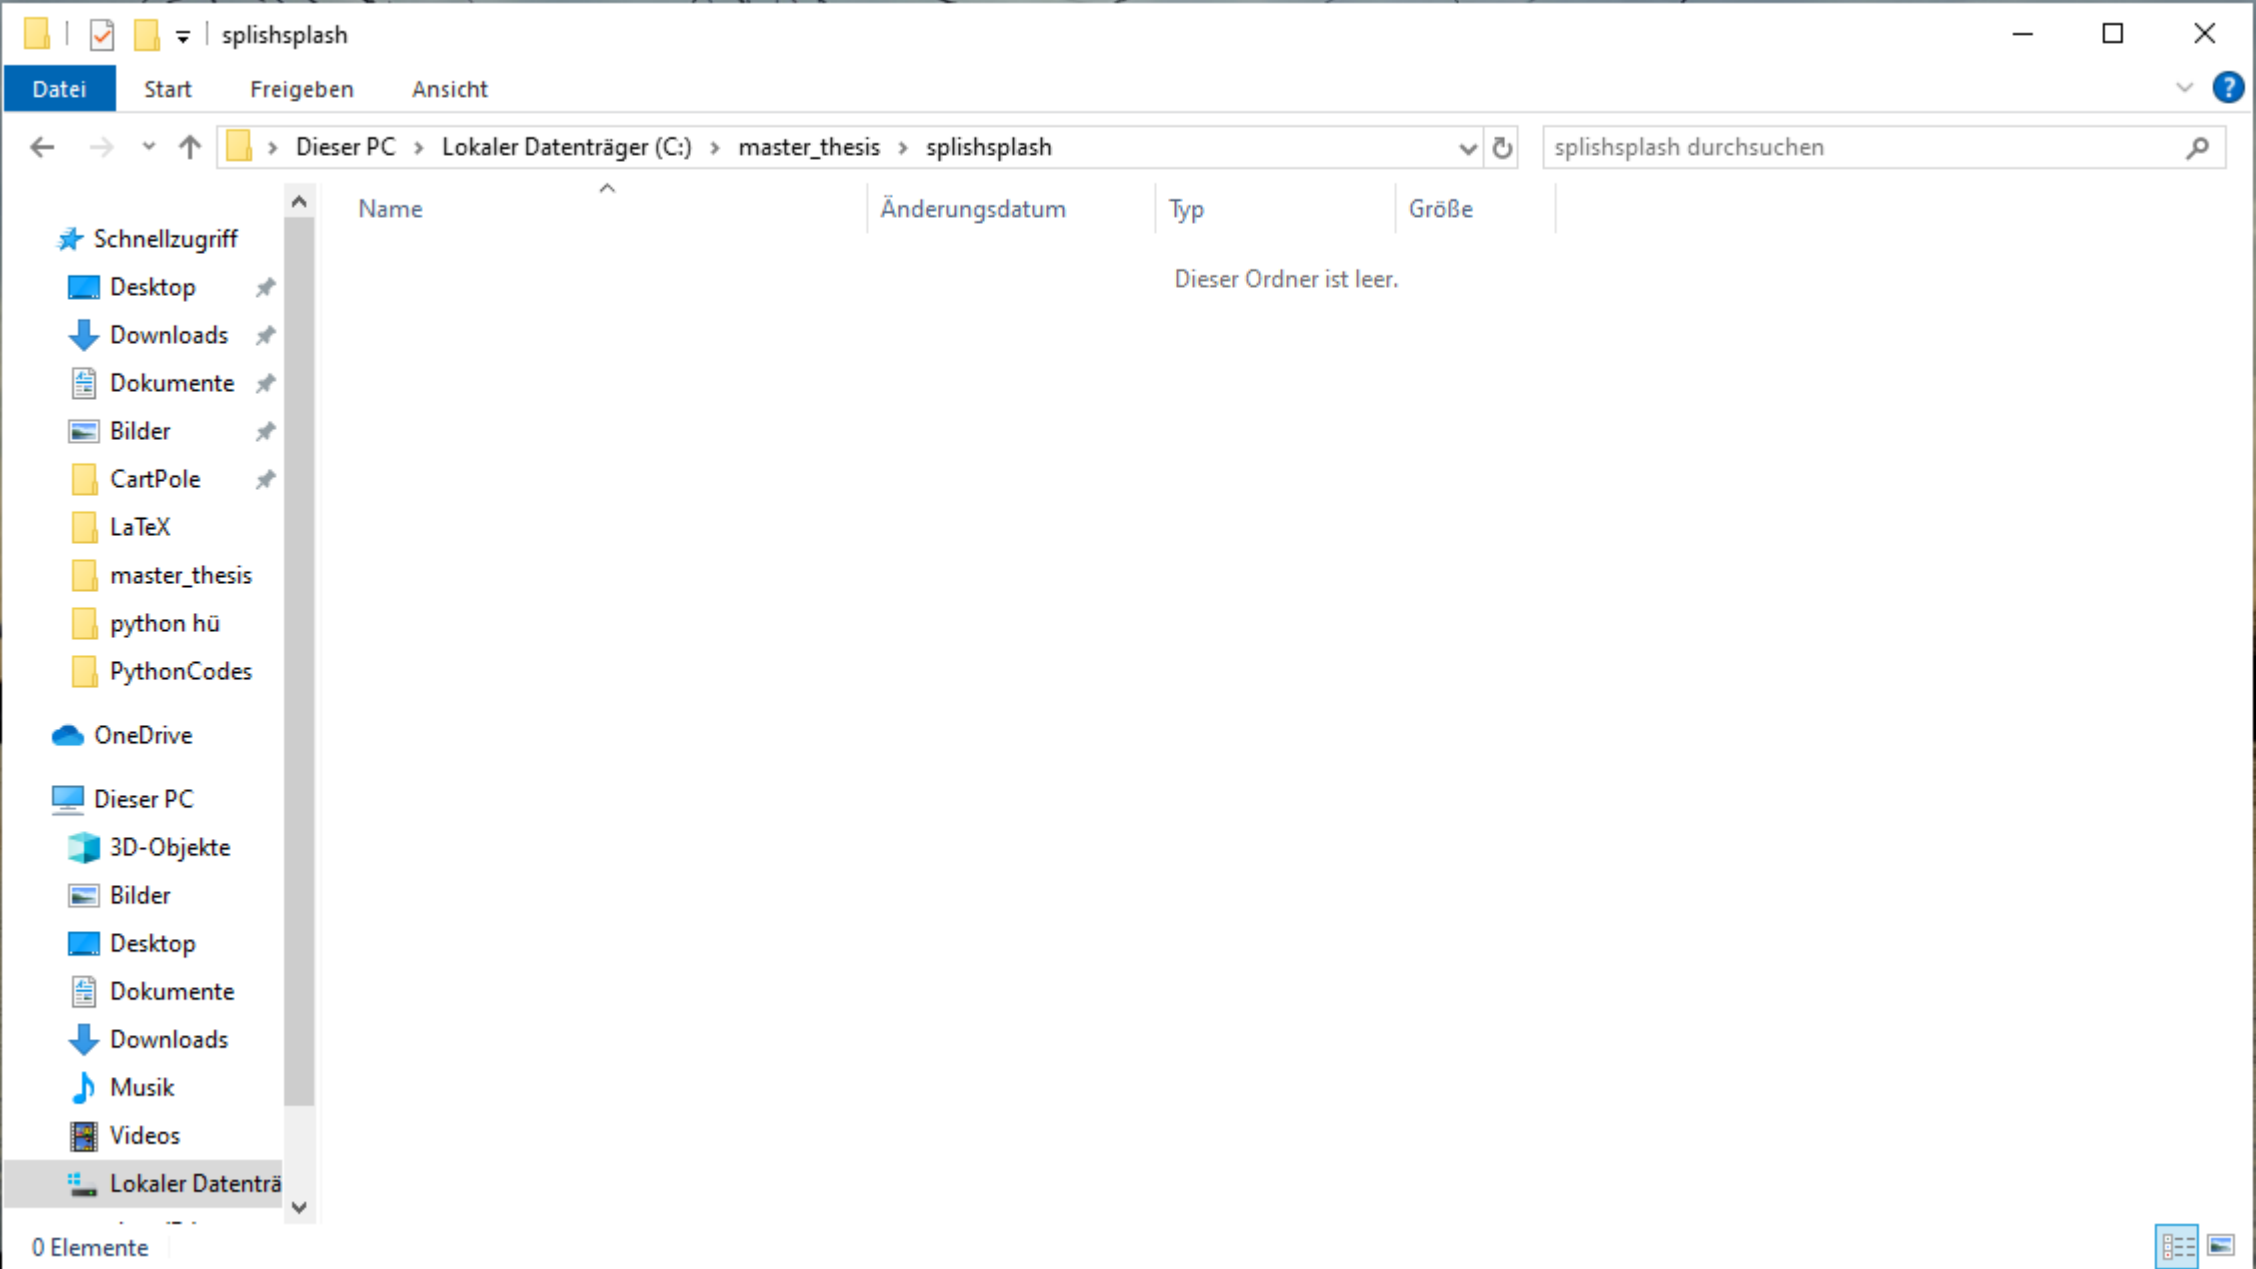 splishsplash
Datei Start Freigeben Ansicht
Dieser PC Lokaler Datenträger (C:) master_thesis splishsplash
splishsplash durchsuchen
Name Änderungsdatum Typ Größe
Dieser Ordner ist leer.
Schnellzugriff
Desktop
Downloads
Dokumente
Bilder
CartPole
LaTeX
master_thesis
python hü
PythonCodes
OneDrive
Dieser PC
3D-Objekte
Bilder
Desktop
Dokumente
Downloads
Musik
Videos
Lokaler Datenträ
0 Elemente